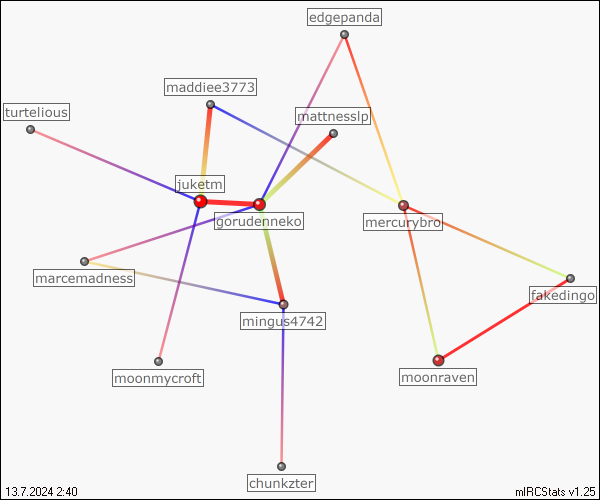 edgepanda
maddiee3773
turtelious
mattnesslp
juketm
gorudenneko
mercurybro
marcemadness
fakedingo
mingus4742
moonmycroft
moonraven
chunkzter
13.7.2024 2:40
mIRCStats v1.25